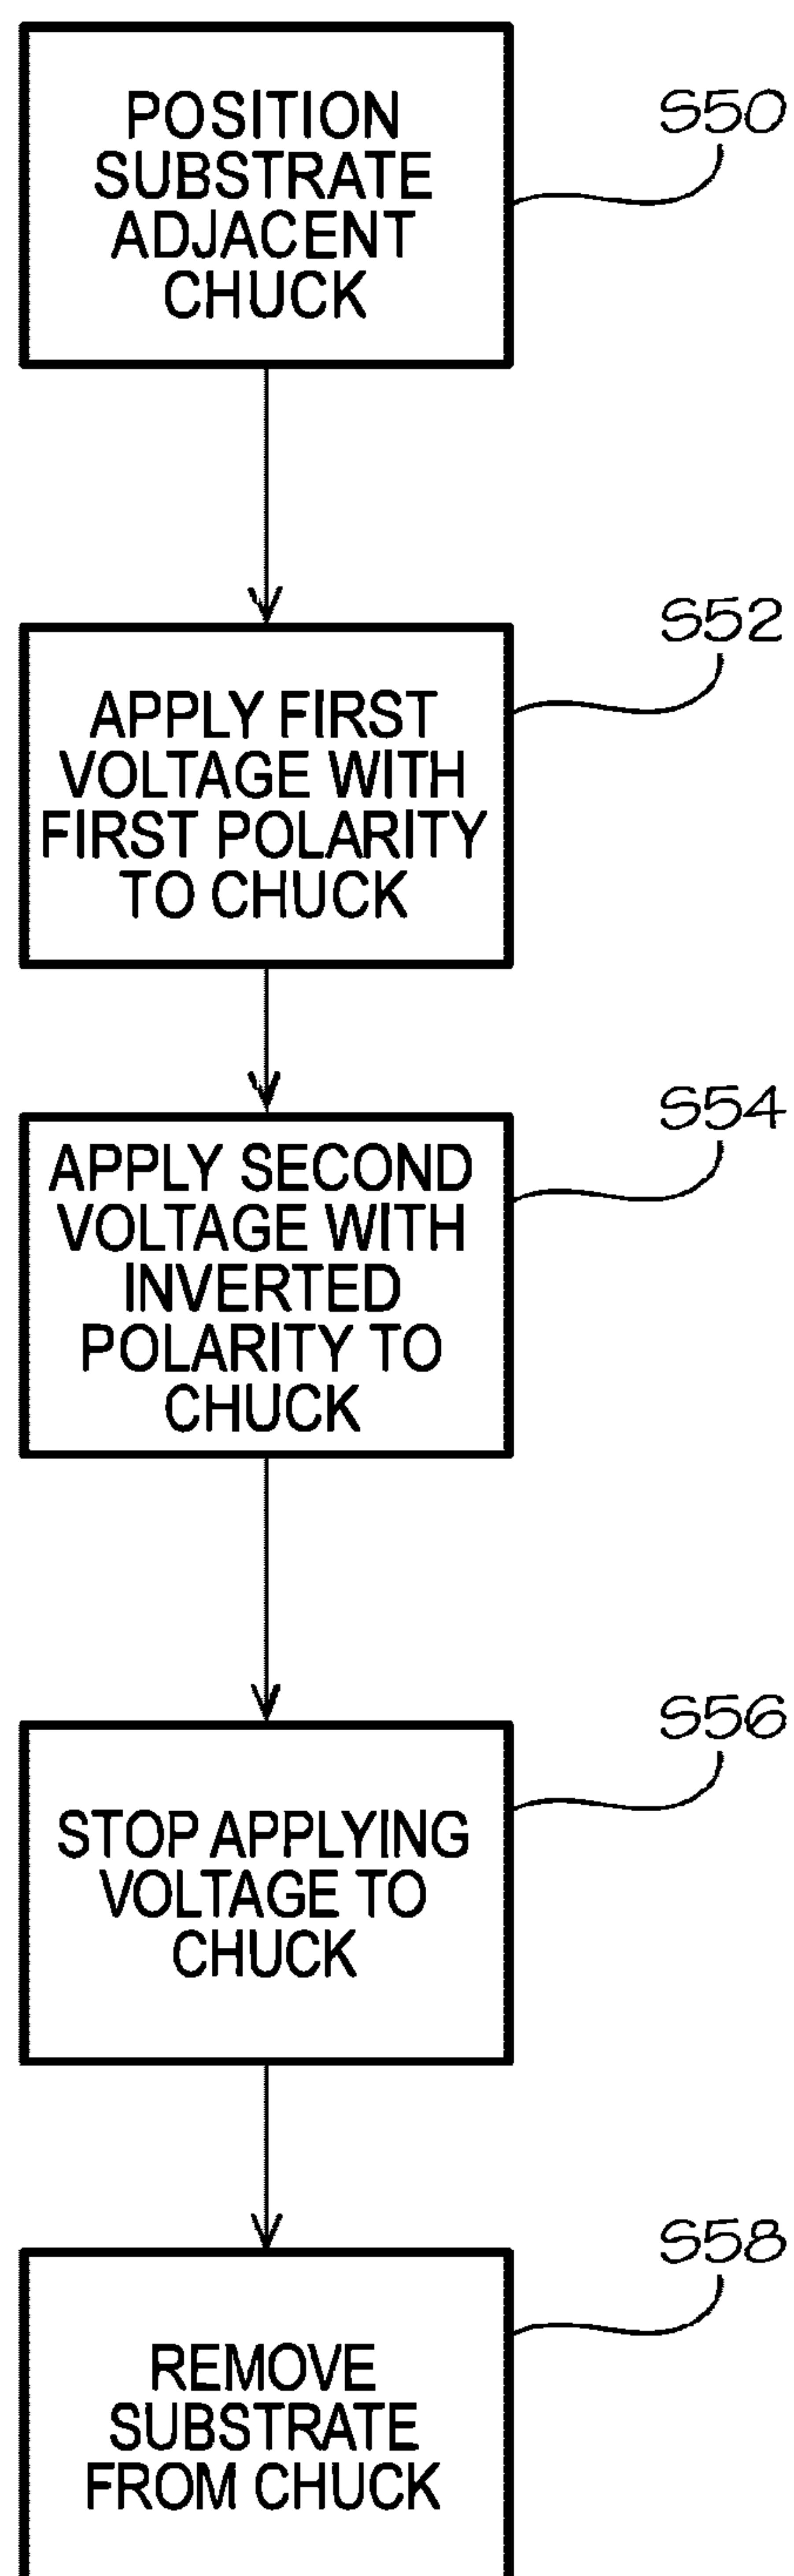 POSITION
SUBSTRATE
ADJACENT
CHUCK
S50
APPLY FIRST
VOLTAGE WITH
FIRST POLARITY
TO CHUCK
S52
APPLY SECOND
VOLTAGE WITH
INVERTED
POLARITY TO
CHUCK
S54
STOP APPLYING
VOLTAGE TO
CHUCK
S56
REMOVE
SUBSTRATE
FROM CHUCK
S58